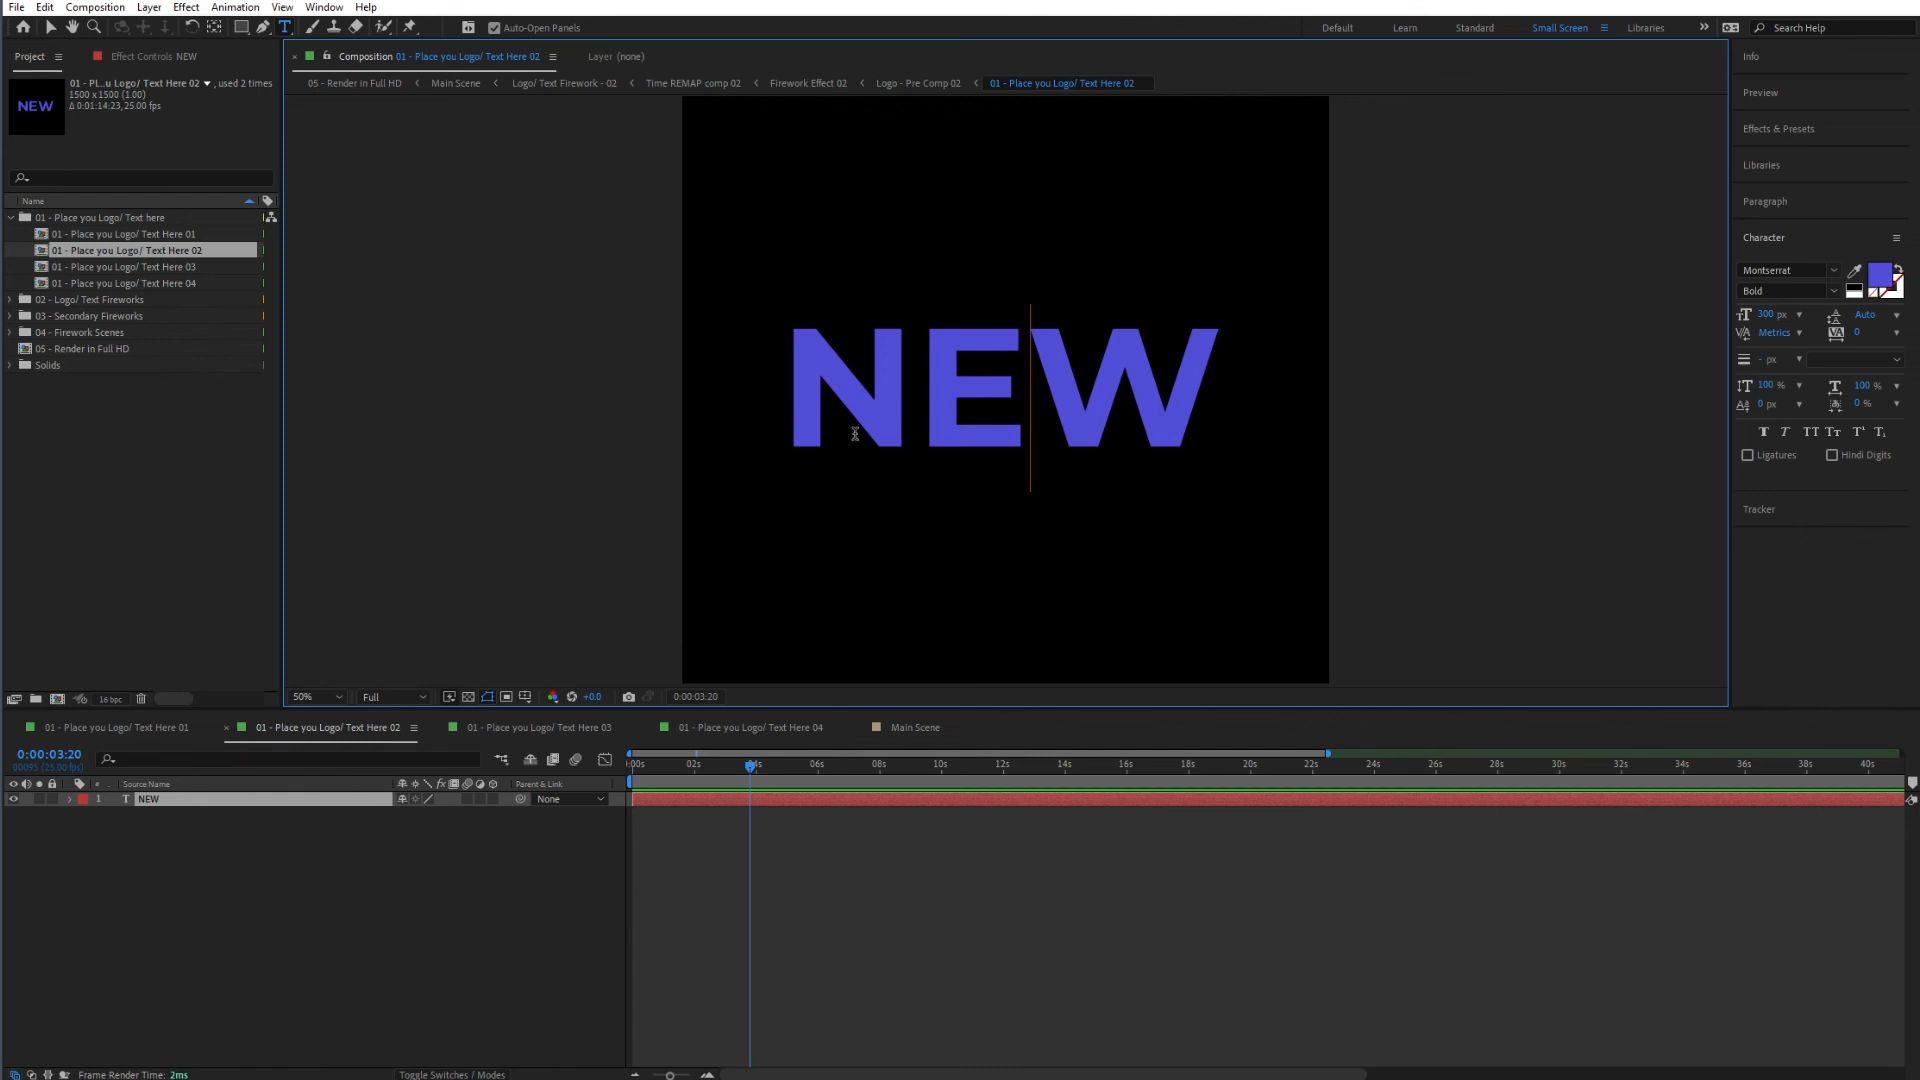 File Edit Composition Layer Effect Animation View Window Help
Auto-Open Panels
Default Learn Standard Small Screen Libraries Search Help
Project Effect Controls NEW
Composition 01 - Place you Logo/ Text Here 02 Layer (none)
Info
01 - Pl...u Logo/ Text Here 02 , used 2 times
1500 x 1500 (1.00)
Δ 0:01:14:23, 25.00 fps
NEW
05 - Render in Full HD Main Scene Logo/ Text Firework - 02 Time REMAP comp 02 Firework Effect 02 Logo - Pre Comp 02 01 - Place you Logo/ Text Here 02
Preview
Effects & Presets
Libraries
Paragraph
Character
Name
01 - Place you Logo/ Text here
01 - Place you Logo/ Text Here 01
01 - Place you Logo/ Text Here 02
01 - Place you Logo/ Text Here 03
01 - Place you Logo/ Text Here 04
02 - Logo/ Text Fireworks
03 - Secondary Fireworks
04 - Firework Scenes
05 - Render in Full HD
Solids
Montserrat
Bold
300 px Auto
Metrics 0
- px
100 % 100 %
0 px 0 %
Ligatures Hindi Digits
Tracker
NEW
16 bpc
50% Full +0.0 0:00:03:20
01 - Place you Logo/ Text Here 01 01 - Place you Logo/ Text Here 02 01 - Place you Logo/ Text Here 03 01 - Place you Logo/ Text Here 04 Main Scene
0:00:03:20
00095 (25.00 fps)
:00s 02s 04s 06s 08s 10s 12s 14s 16s 18s 20s 22s 24s 26s 28s 30s 32s 34s 36s 38s 40s
# Source Name Parent & Link
1 T NEW None
Frame Render Time: 2ms Toggle Switches / Modes